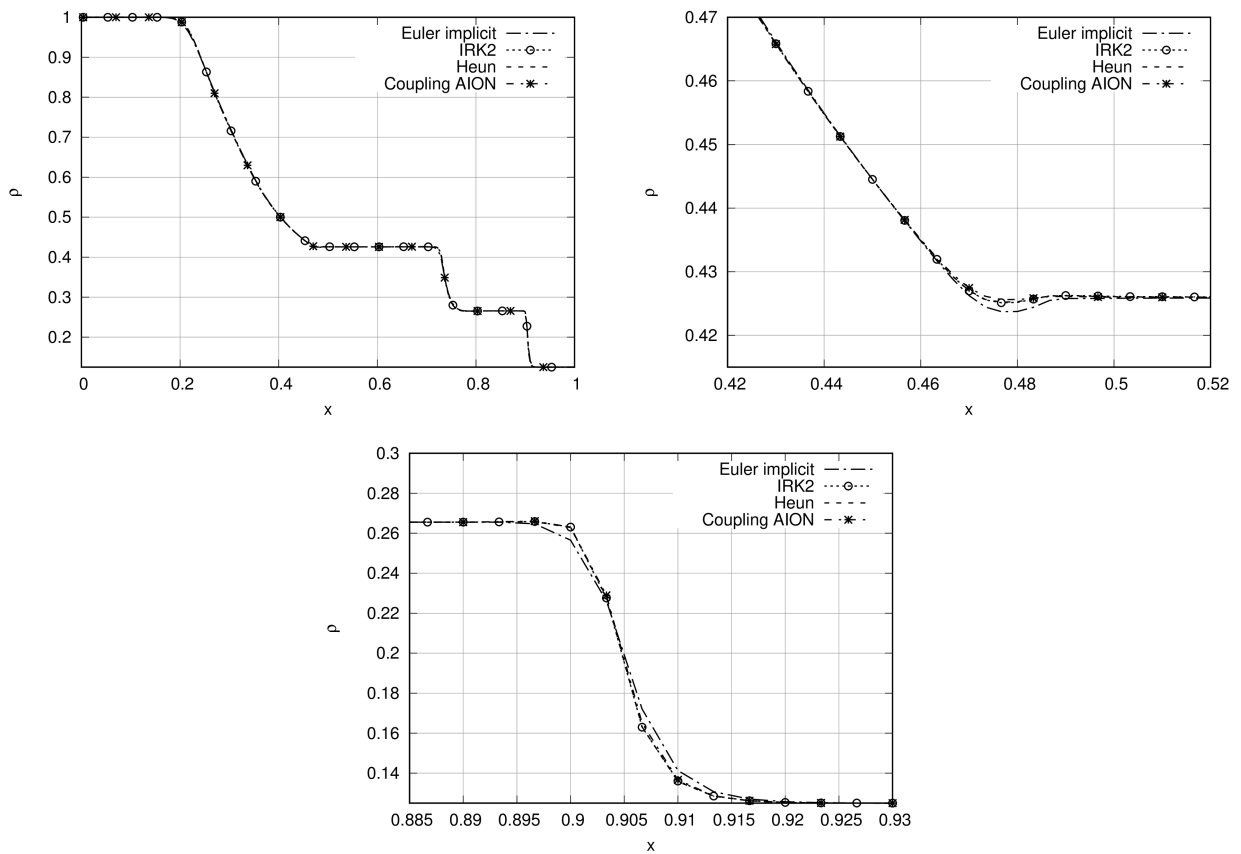 1
0.9
0.8
0.7
0.6
0.5
0.4
0.3
0.2
ρ
0 0.2 0.4 0.6 0.8 1
x
Euler implicit
IRK2
Heun
Coupling AION
0.47
0.46
0.45
0.44
0.43
0.42
ρ
0.42 0.44 0.46 0.48 0.5 0.52
x
Euler implicit
IRK2
Heun
Coupling AION
0.3
0.28
0.26
0.24
0.22
0.2
0.18
0.16
0.14
ρ
0.885 0.89 0.895 0.9 0.905 0.91 0.915 0.92 0.925 0.93
x
Euler implicit
IRK2
Heun
Coupling AION